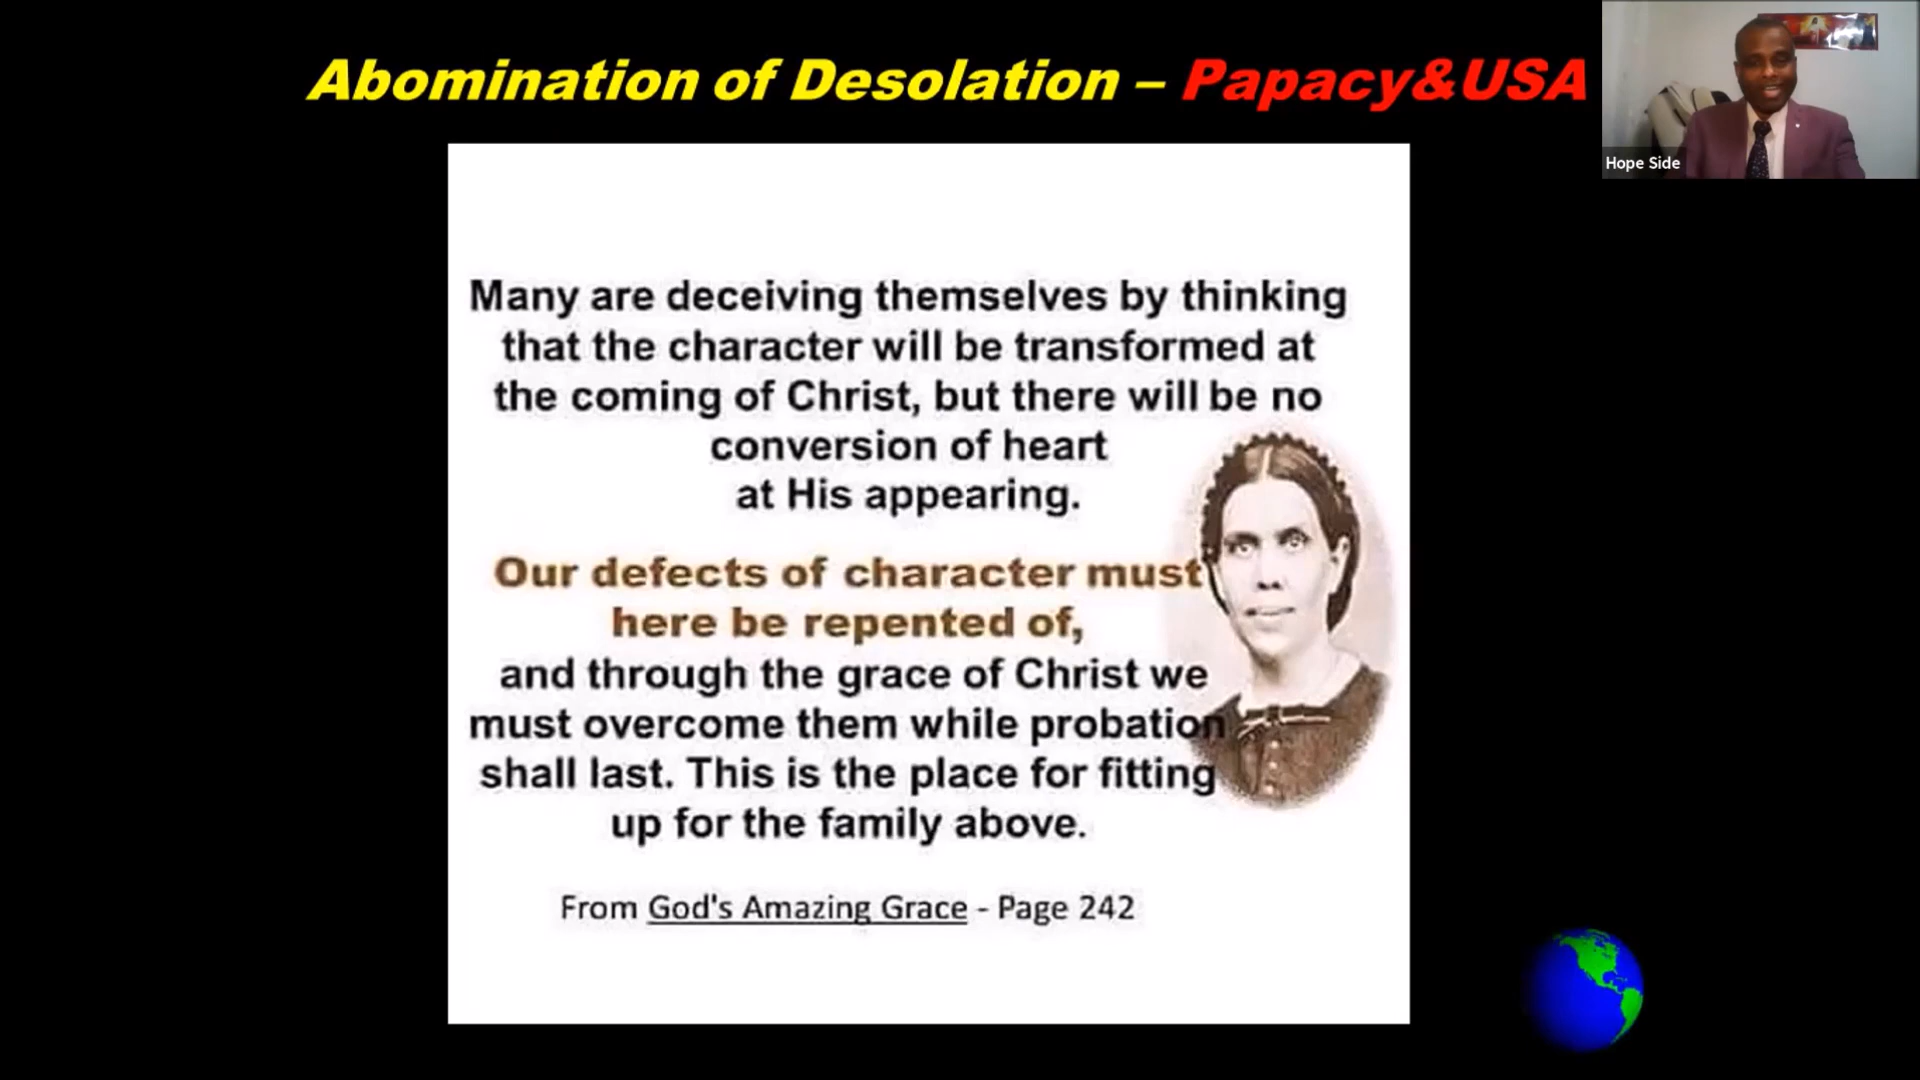 Abomination of Desolation – Papacy&USA
Hope Side
Many are deceiving themselves by thinking
that the character will be transformed at
the coming of Christ, but there will be no
conversion of heart
at His appearing.
Our defects of character must
here be repented of,
and through the grace of Christ we
must overcome them while probation
shall last. This is the place for fitting
up for the family above.
From God's Amazing Grace - Page 242